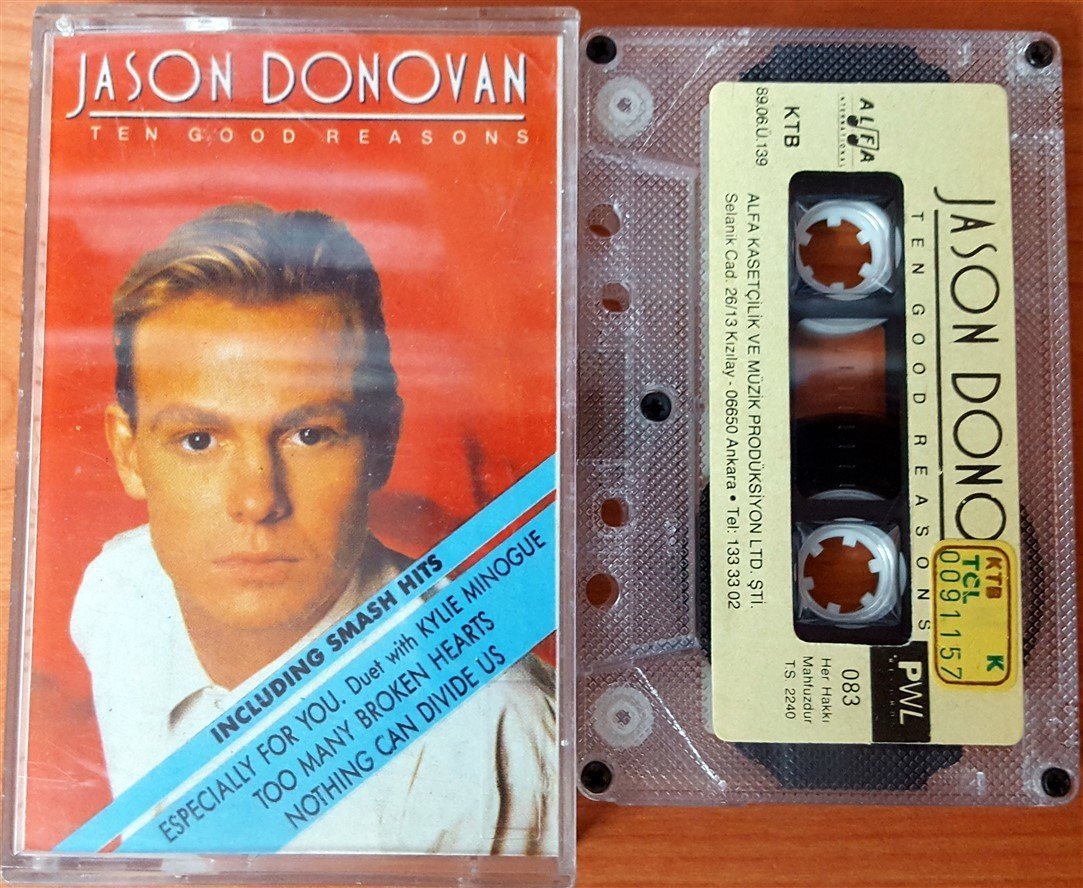 JASON DONOVAN
TEN GOOD REASONS
INCLUDING SMASH HITS
ESPECIALLY FOR YOU. Duet with KYLIE MINOGUE
TOO MANY BROKEN HEARTS
NOTHING CAN DIVIDE US
JASON DONO
TEN GOOD REASONS
ALFA
INTERNATIONAL
KTB
89.06.Ü.139
ALFA KASETÇİLİK VE MÜZİK PRODÜKSİYON LTD. ŞTİ.
Selanik Cad. 26/13 Kızılay - 06650 Ankara • Tel: 133 33 02
KTB K
TCL
0091157
PWL
083
Her Hakkı
Mahfuzdur
TS 2240